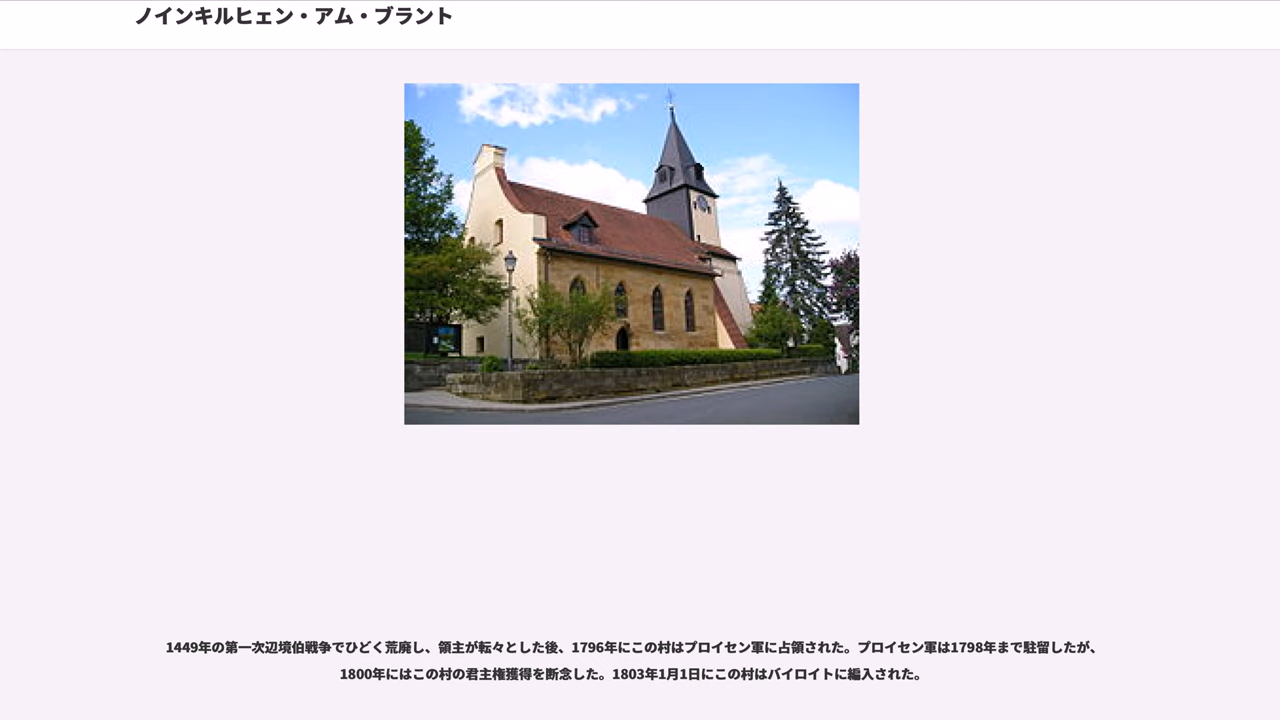 ノインキルヒェン・アム・ブラント
1449年の第一次辺境伯戦争でひどく荒廃し、領主が転々とした後、1796年にこの村はプロイセン軍に占領された。プロイセン軍は1798年まで駐留したが、
1800年にはこの村の君主権獲得を断念した。1803年1月1日にこの村はバイロイトに編入された。